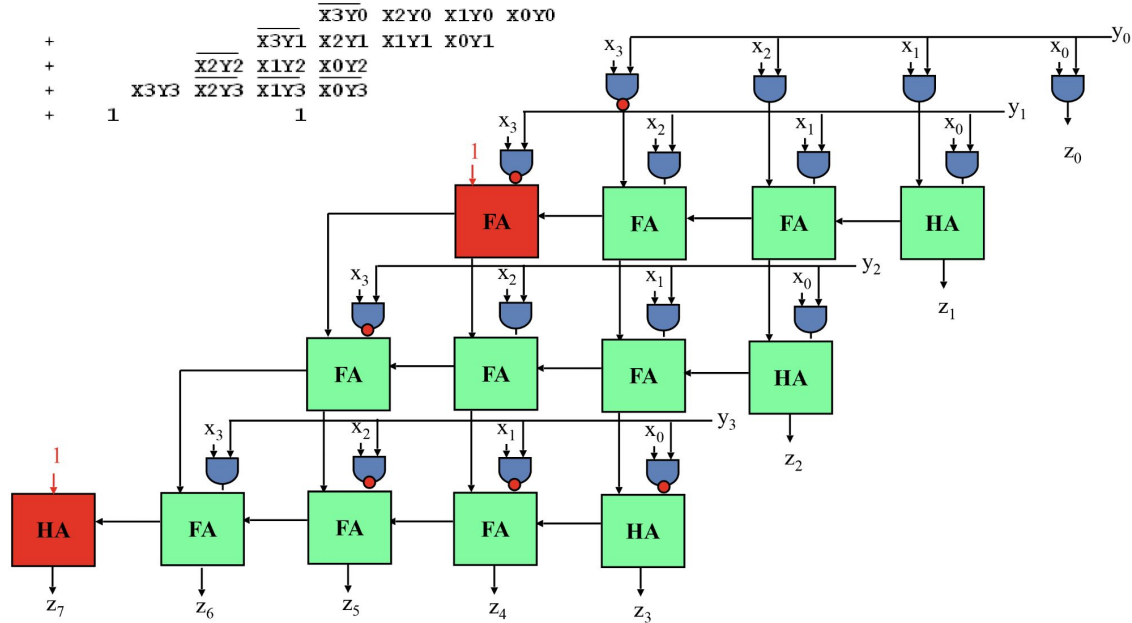 X3Y0 X2Y0 X1Y0 X0Y0
+ X3Y1 X2Y1 X1Y1 X0Y1
+ X2Y2 X1Y2 X0Y2
+ X3Y3 X2Y3 X1Y3 X0Y3
+ 1 1
x3 x2 x1 x0 y0
z0
x3 x2 x1 x0 y1
1
FA FA FA HA
z1
x3 x2 x1 x0 y2
FA FA FA HA
z2
x3 x2 x1 x0 y3
1
HA FA FA FA HA
z7 z6 z5 z4 z3